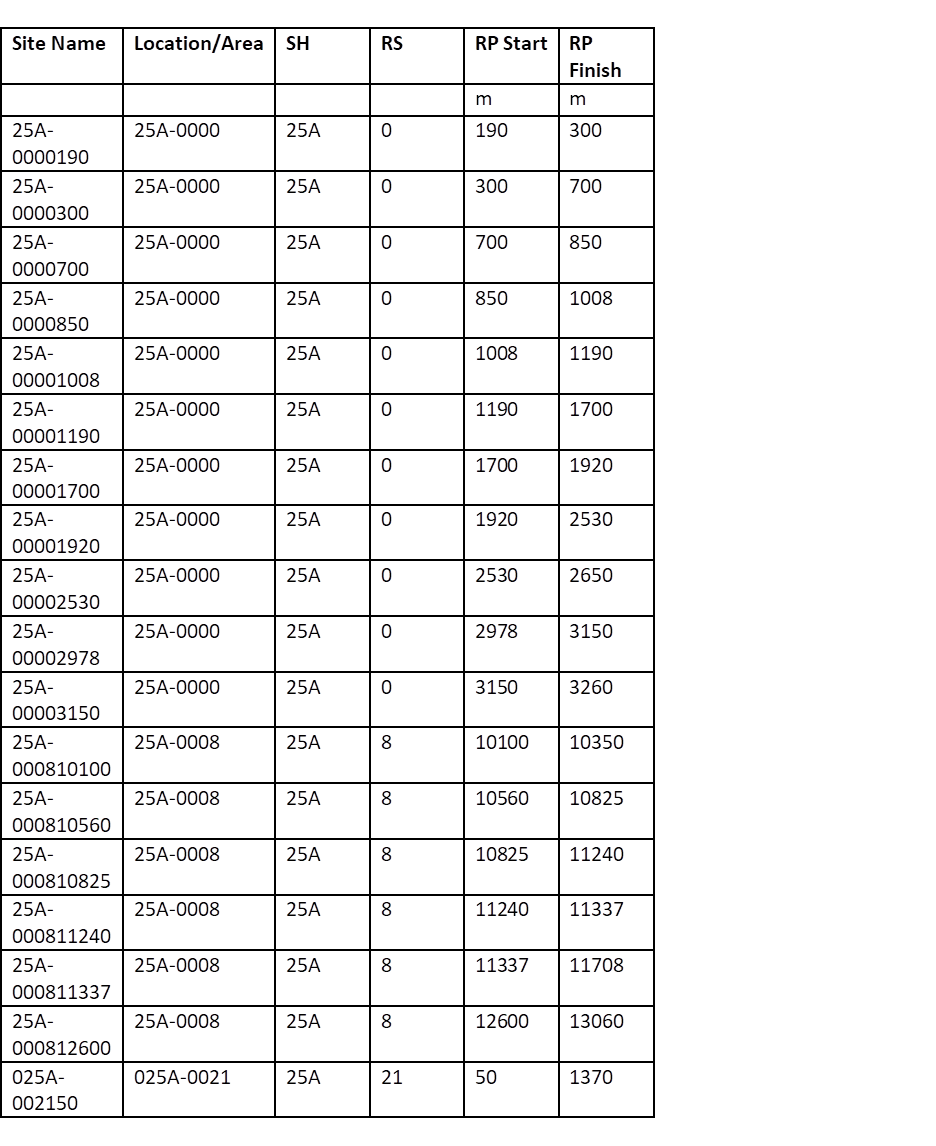 Site Name Location/Area SH RS RP Start RP
Finish
m m
25A- 25A-0000 25A 0 190 300
0000190
25A- 25A-0000 25A 0 300 700
0000300
25A- 25A-0000 25A 0 700 850
0000700
25A- 25A-0000 25A 0 850 1008
0000850
25A- 25A-0000 25A 0 1008 1190
00001008
25A- 25A-0000 25A 0 1190 1700
00001190
25A- 25A-0000 25A 0 1700 1920
00001700
25A- 25A-0000 25A 0 1920 2530
00001920
25A- 25A-0000 25A 0 2530 2650
00002530
25A- 25A-0000 25A 0 2978 3150
00002978
25A- 25A-0000 25A 0 3150 3260
00003150
25A- 25A-0008 25A 8 10100 10350
000810100
25A- 25A-0008 25A 8 10560 10825
000810560
25A- 25A-0008 25A 8 10825 11240
000810825
25A- 25A-0008 25A 8 11240 11337
000811240
25A- 25A-0008 25A 8 11337 11708
000811337
25A- 25A-0008 25A 8 12600 13060
000812600
025A- 025A-0021 25A 21 50 1370
002150